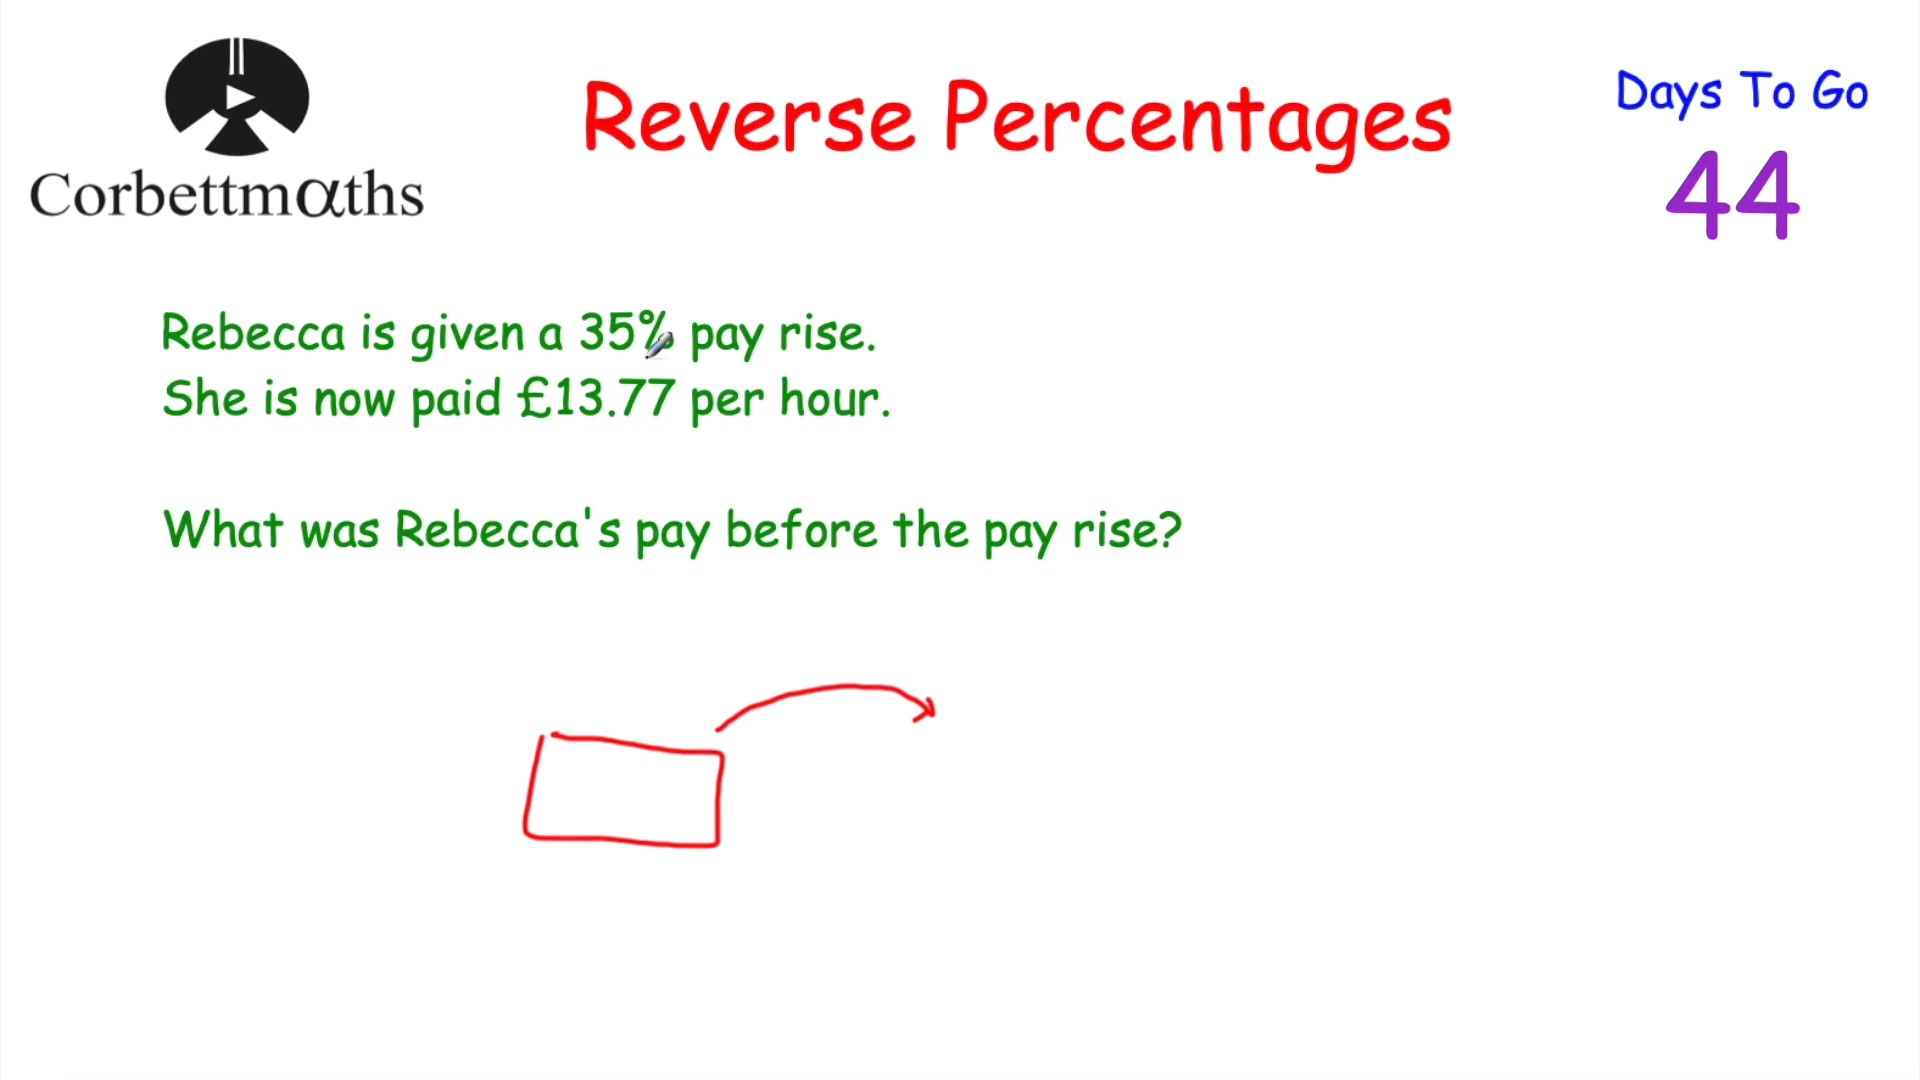 Corbettmαths
Reverse Percentages
Days To Go
44
Rebecca is given a 35% pay rise.
She is now paid £13.77 per hour.
What was Rebecca's pay before the pay rise?